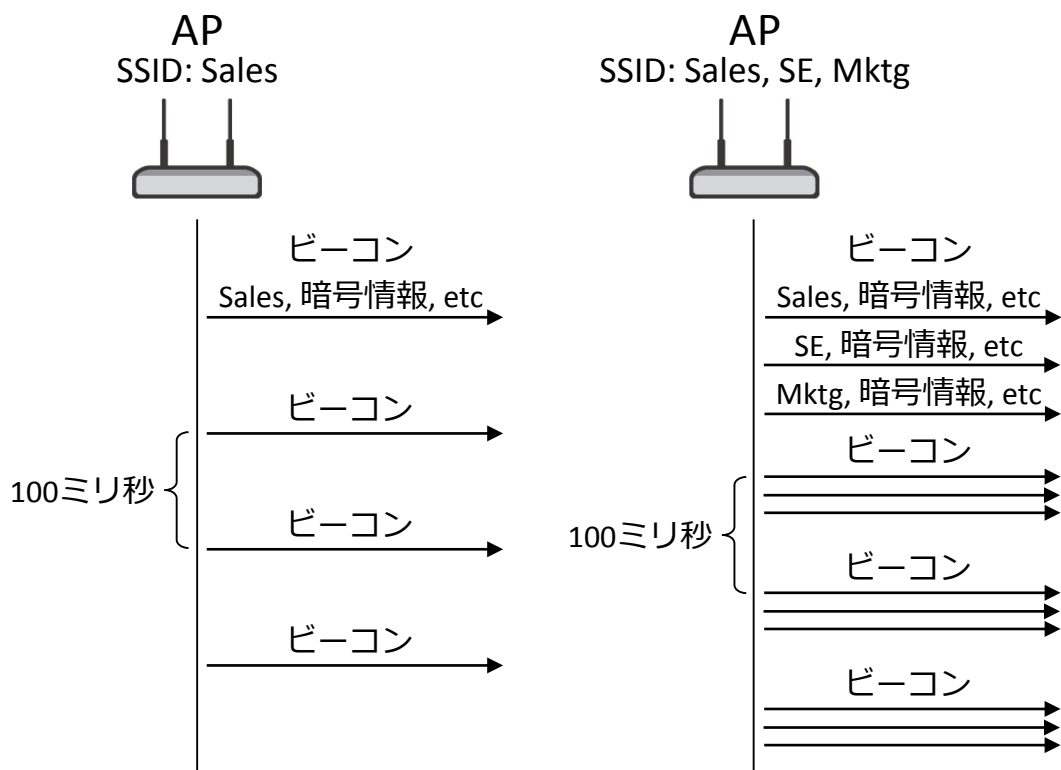 AP
SSID: Sales
ビーコン
Sales, 暗号情報, etc
ビーコン
100ミリ秒
ビーコン
ビーコン
AP
SSID: Sales, SE, Mktg
ビーコン
Sales, 暗号情報, etc
SE, 暗号情報, etc
Mktg, 暗号情報, etc
ビーコン
100ミリ秒
ビーコン
ビーコン